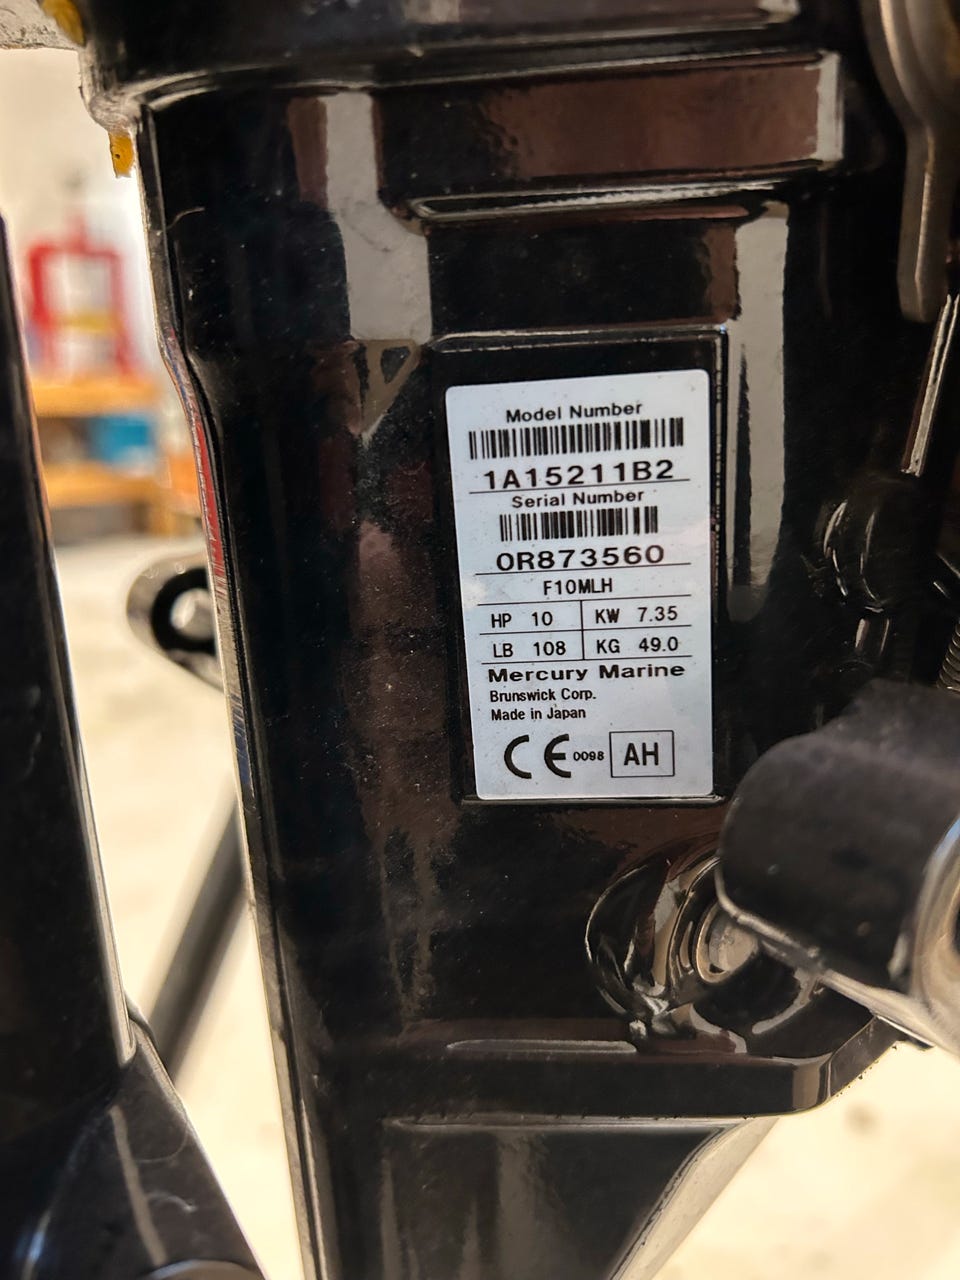 Model Number
1A15211B2
Serial Number
0R873560
F10MLH
HP 10 KW 7.35
LB 108 KG 49.0
Mercury Marine
Brunswick Corp.
Made in Japan
CE 0098 AH